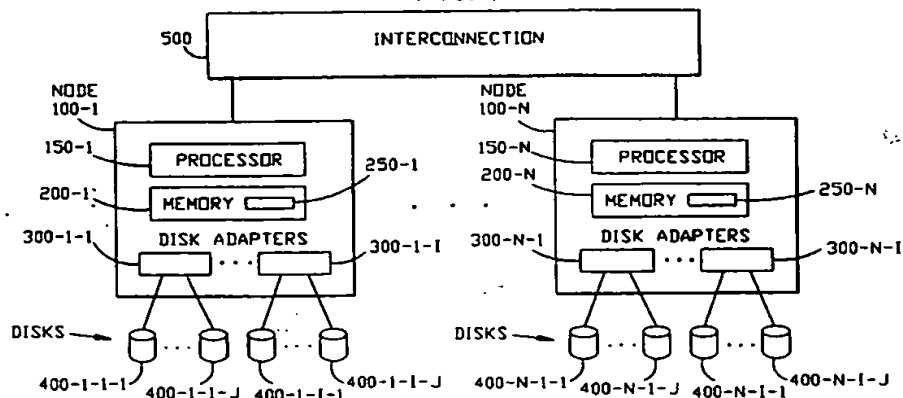 500
INTERCONNECTION
NODE
100-1
150-1
PROCESSOR
200-1
250-1
MEMORY
DISK ADAPTERS
300-1-1
300-1-I
DISKS
400-1-1-1
400-1-1-J
400-1-I-1
400-1-I-J
NODE
100-N
150-N
PROCESSOR
200-N
250-N
MEMORY
DISK ADAPTERS
300-N-1
300-N-I
DISKS
400-N-1-1
400-N-1-J
400-N-I-1
400-N-I-J